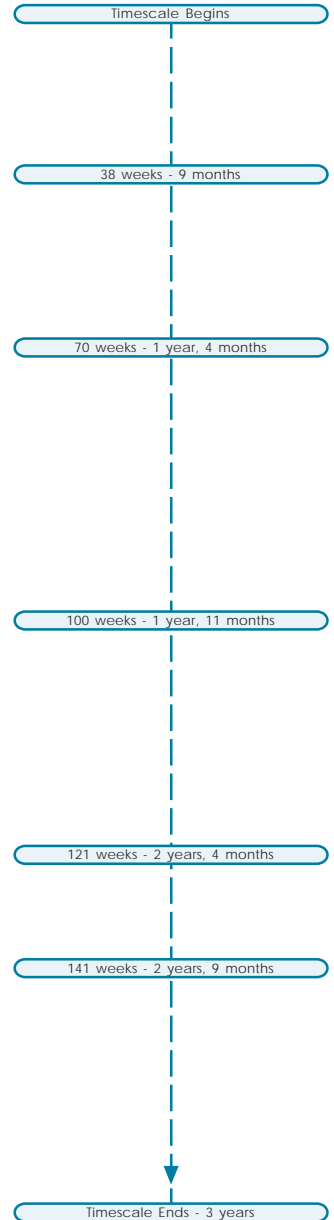 Timescale Begins
38 weeks - 9 months
70 weeks - 1 year, 4 months
100 weeks - 1 year, 11 months
121 weeks - 2 years, 4 months
141 weeks - 2 years, 9 months
Timescale Ends - 3 years